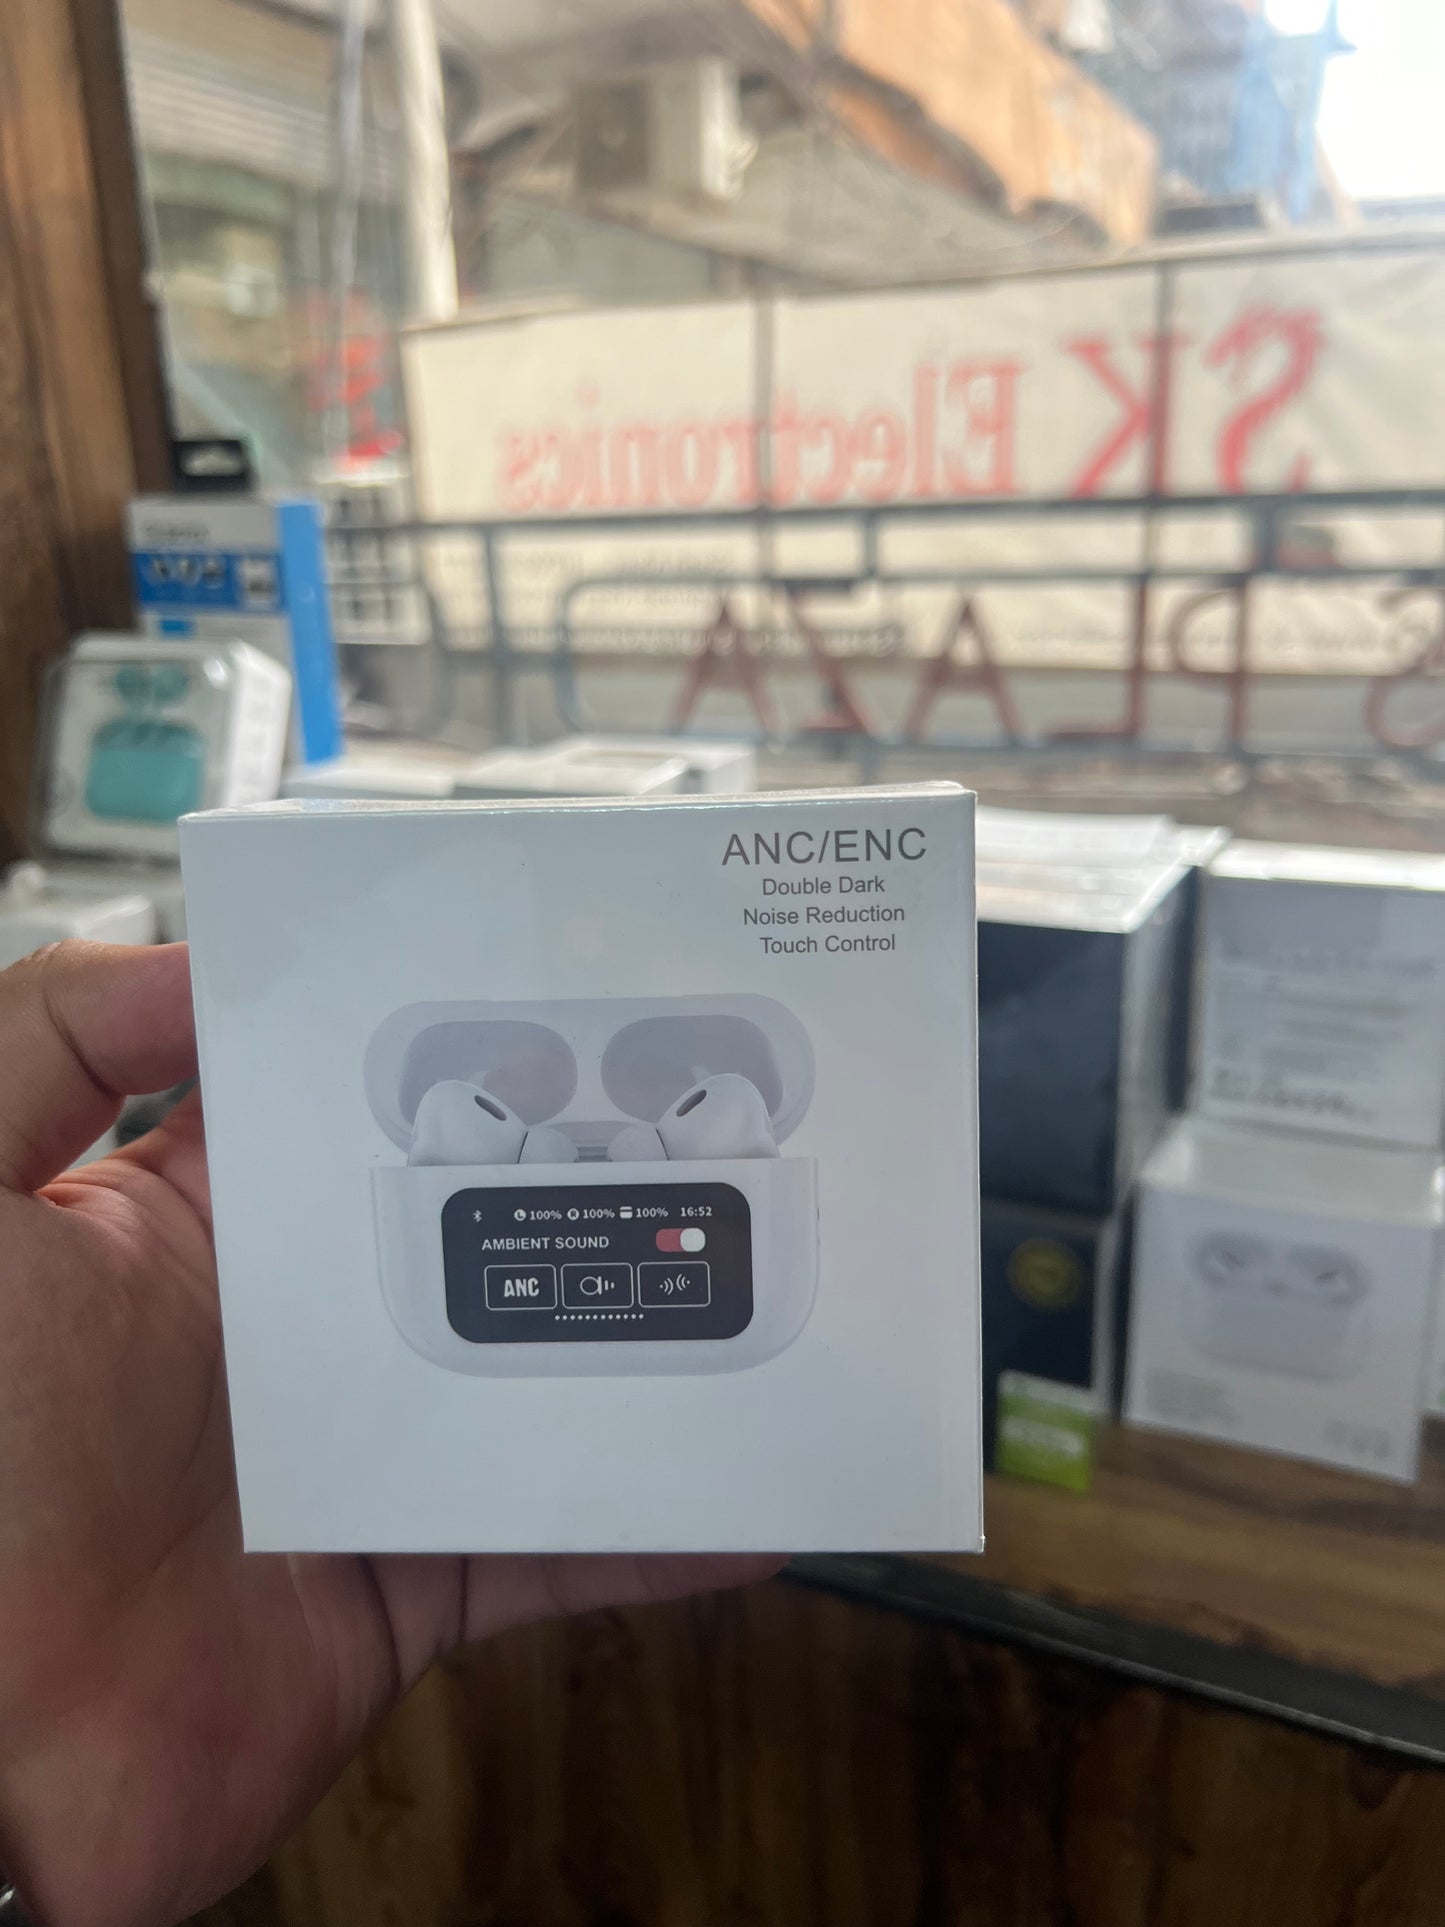 SK Electronics
S PLAZA
ANC/ENC
Double Dark
Noise Reduction
Touch Control
100% 100% 100% 16:52
AMBIENT SOUND
ANC